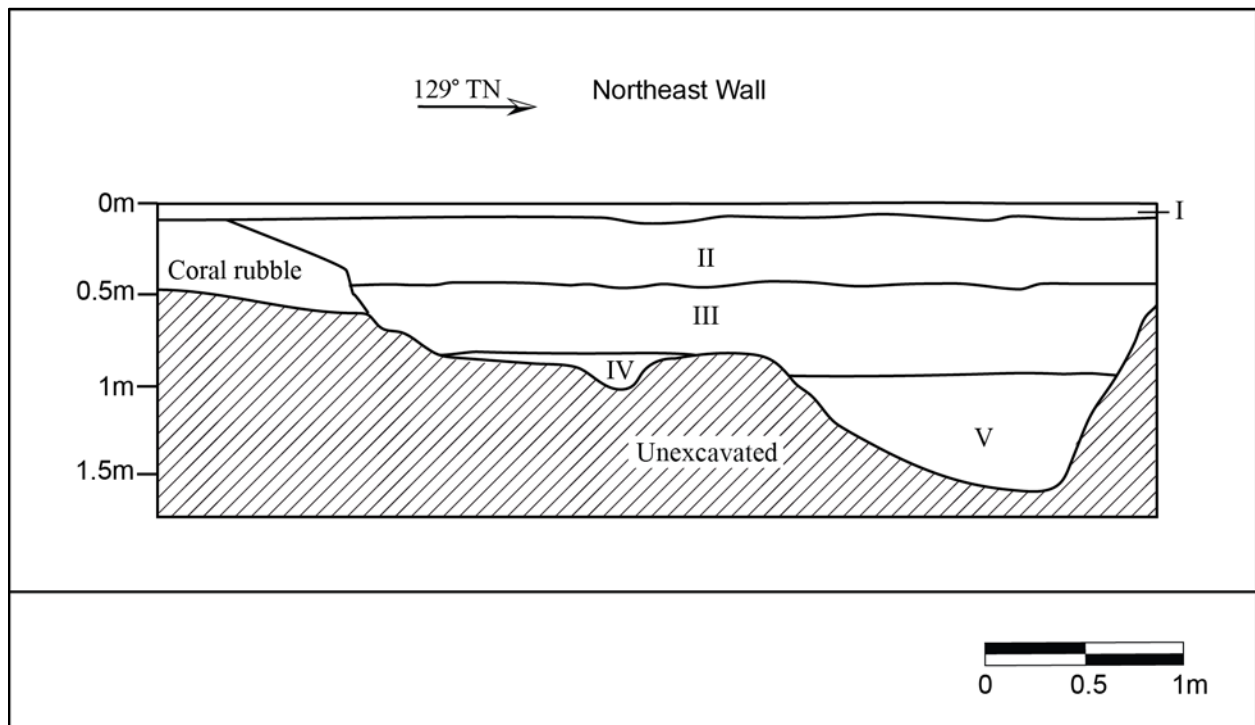 129° TN
Northeast Wall
0m
I
II
Coral rubble
0.5m
III
IV
1m
V
Unexcavated
1.5m
0 0.5 1m